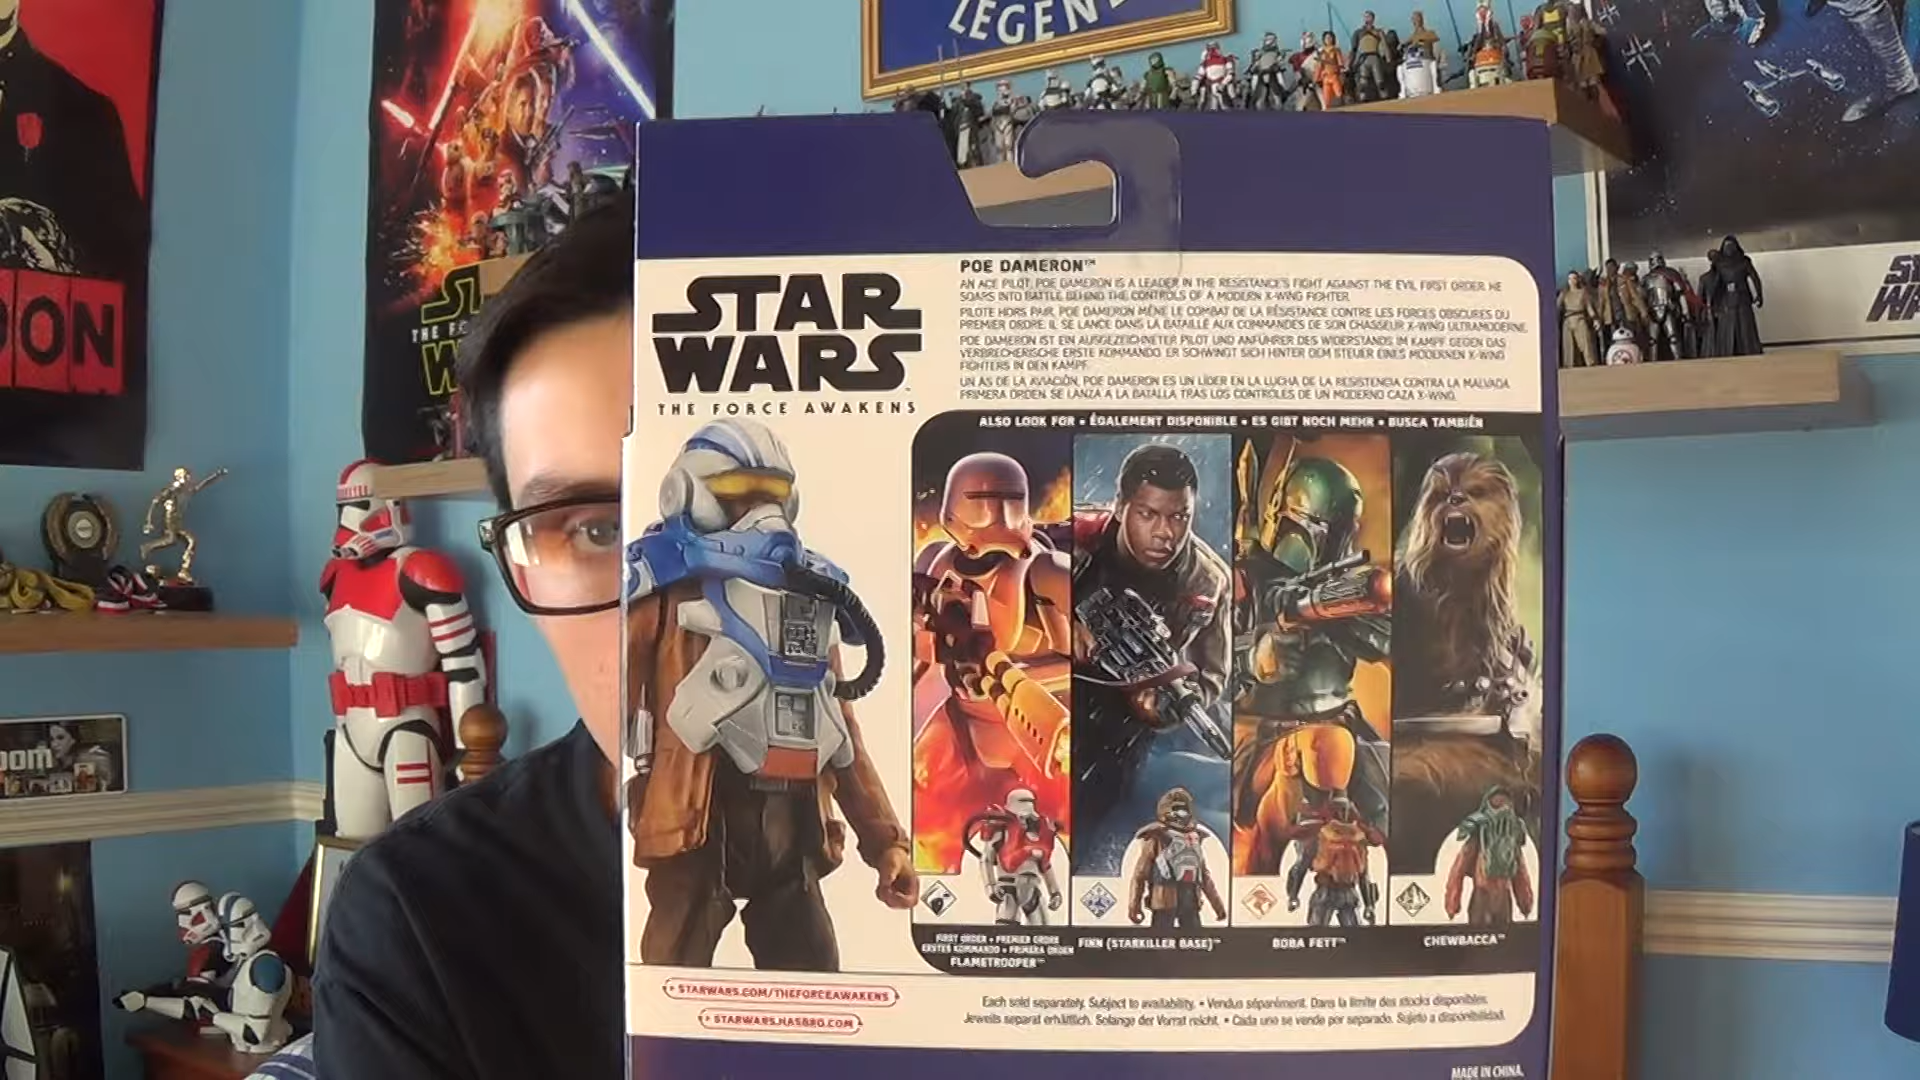 LEGEN
STAR
WARS
THE FORCE AWAKENS
POE DAMERON™
AN ACE PILOT, POE DAMERON IS A LEADER IN THE RESISTANCE'S FIGHT AGAINST THE EVIL FIRST ORDER. HE
SOARS INTO BATTLE BEHIND THE CONTROLS OF A MODERN X-WING FIGHTER.
PILOTE HORS PAIR, POE DAMERON MÈNE LE COMBAT DE LA RÉSISTANCE CONTRE LES FORCES OBSCURES DU
PREMIER ORDRE. IL SE LANCE DANS LA BATAILLE AUX COMMANDES DE SON CHASSEUR X-WING ULTRAMODERNE.
POE DAMERON IST EIN AUSGEZEICHNETER PILOT UND ANFÜHRER DES WIDERSTANDS IM KAMPF GEGEN DAS
VERBRECHERISCHE ERSTE KOMMANDO. ER SCHWINGT SICH HINTER DEM STEUER EINES MODERNEN X-WING
FIGHTERS IN DEN KAMPF.
UN AS DE LA AVIACIÓN, POE DAMERON ES UN LÍDER EN LA LUCHA DE LA RESISTENCIA CONTRA LA MALVADA
PRIMERA ORDEN. SE LANZA A LA BATALLA TRAS LOS CONTROLES DE UN MODERNO CAZA X-WING.
ALSO LOOK FOR • ÉGALEMENT DISPONIBLE • ES GIBT NOCH MEHR • BUSCA TAMBIÉN
FIRST ORDER • PREMIER ORDRE
ERSTES KOMMANDO • PRIMERA ORDEN
FLAMETROOPER™
FINN (STARKILLER BASE)™
BOBA FETT™
CHEWBACCA™
STARWARS.COM/THEFORCEAWAKENS
STARWARS.HASBRO.COM
Each sold separately. Subject to availability. • Vendus séparément. Dans la limite des stocks disponibles.
Jeweils separat erhältlich. Solange der Vorrat reicht. • Cada uno se vende por separado. Sujeto a disponibilidad.
MADE IN CHINA.
THE FO
W
ON
oom